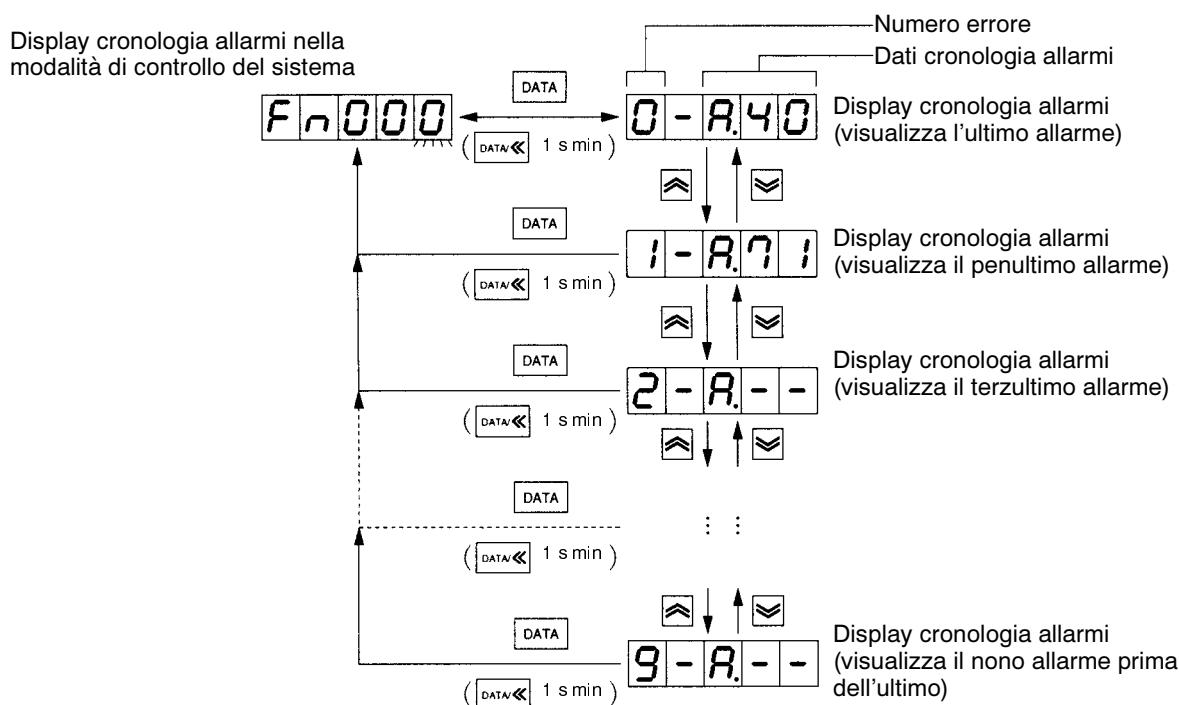 Numero errore
Dati cronologia allarmi
Display cronologia allarmi nella
modalità di controllo del sistema
Fn000
DATA
(DATA/≪ 1 s min)
0-A.40
Display cronologia allarmi
(visualizza l'ultimo allarme)
DATA
(DATA/≪ 1 s min)
1-A.71
Display cronologia allarmi
(visualizza il penultimo allarme)
DATA
(DATA/≪ 1 s min)
2-A.--
Display cronologia allarmi
(visualizza il terzultimo allarme)
DATA
(DATA/≪ 1 s min)
DATA
(DATA/≪ 1 s min)
9-A.--
Display cronologia allarmi
(visualizza il nono allarme prima
dell'ultimo)